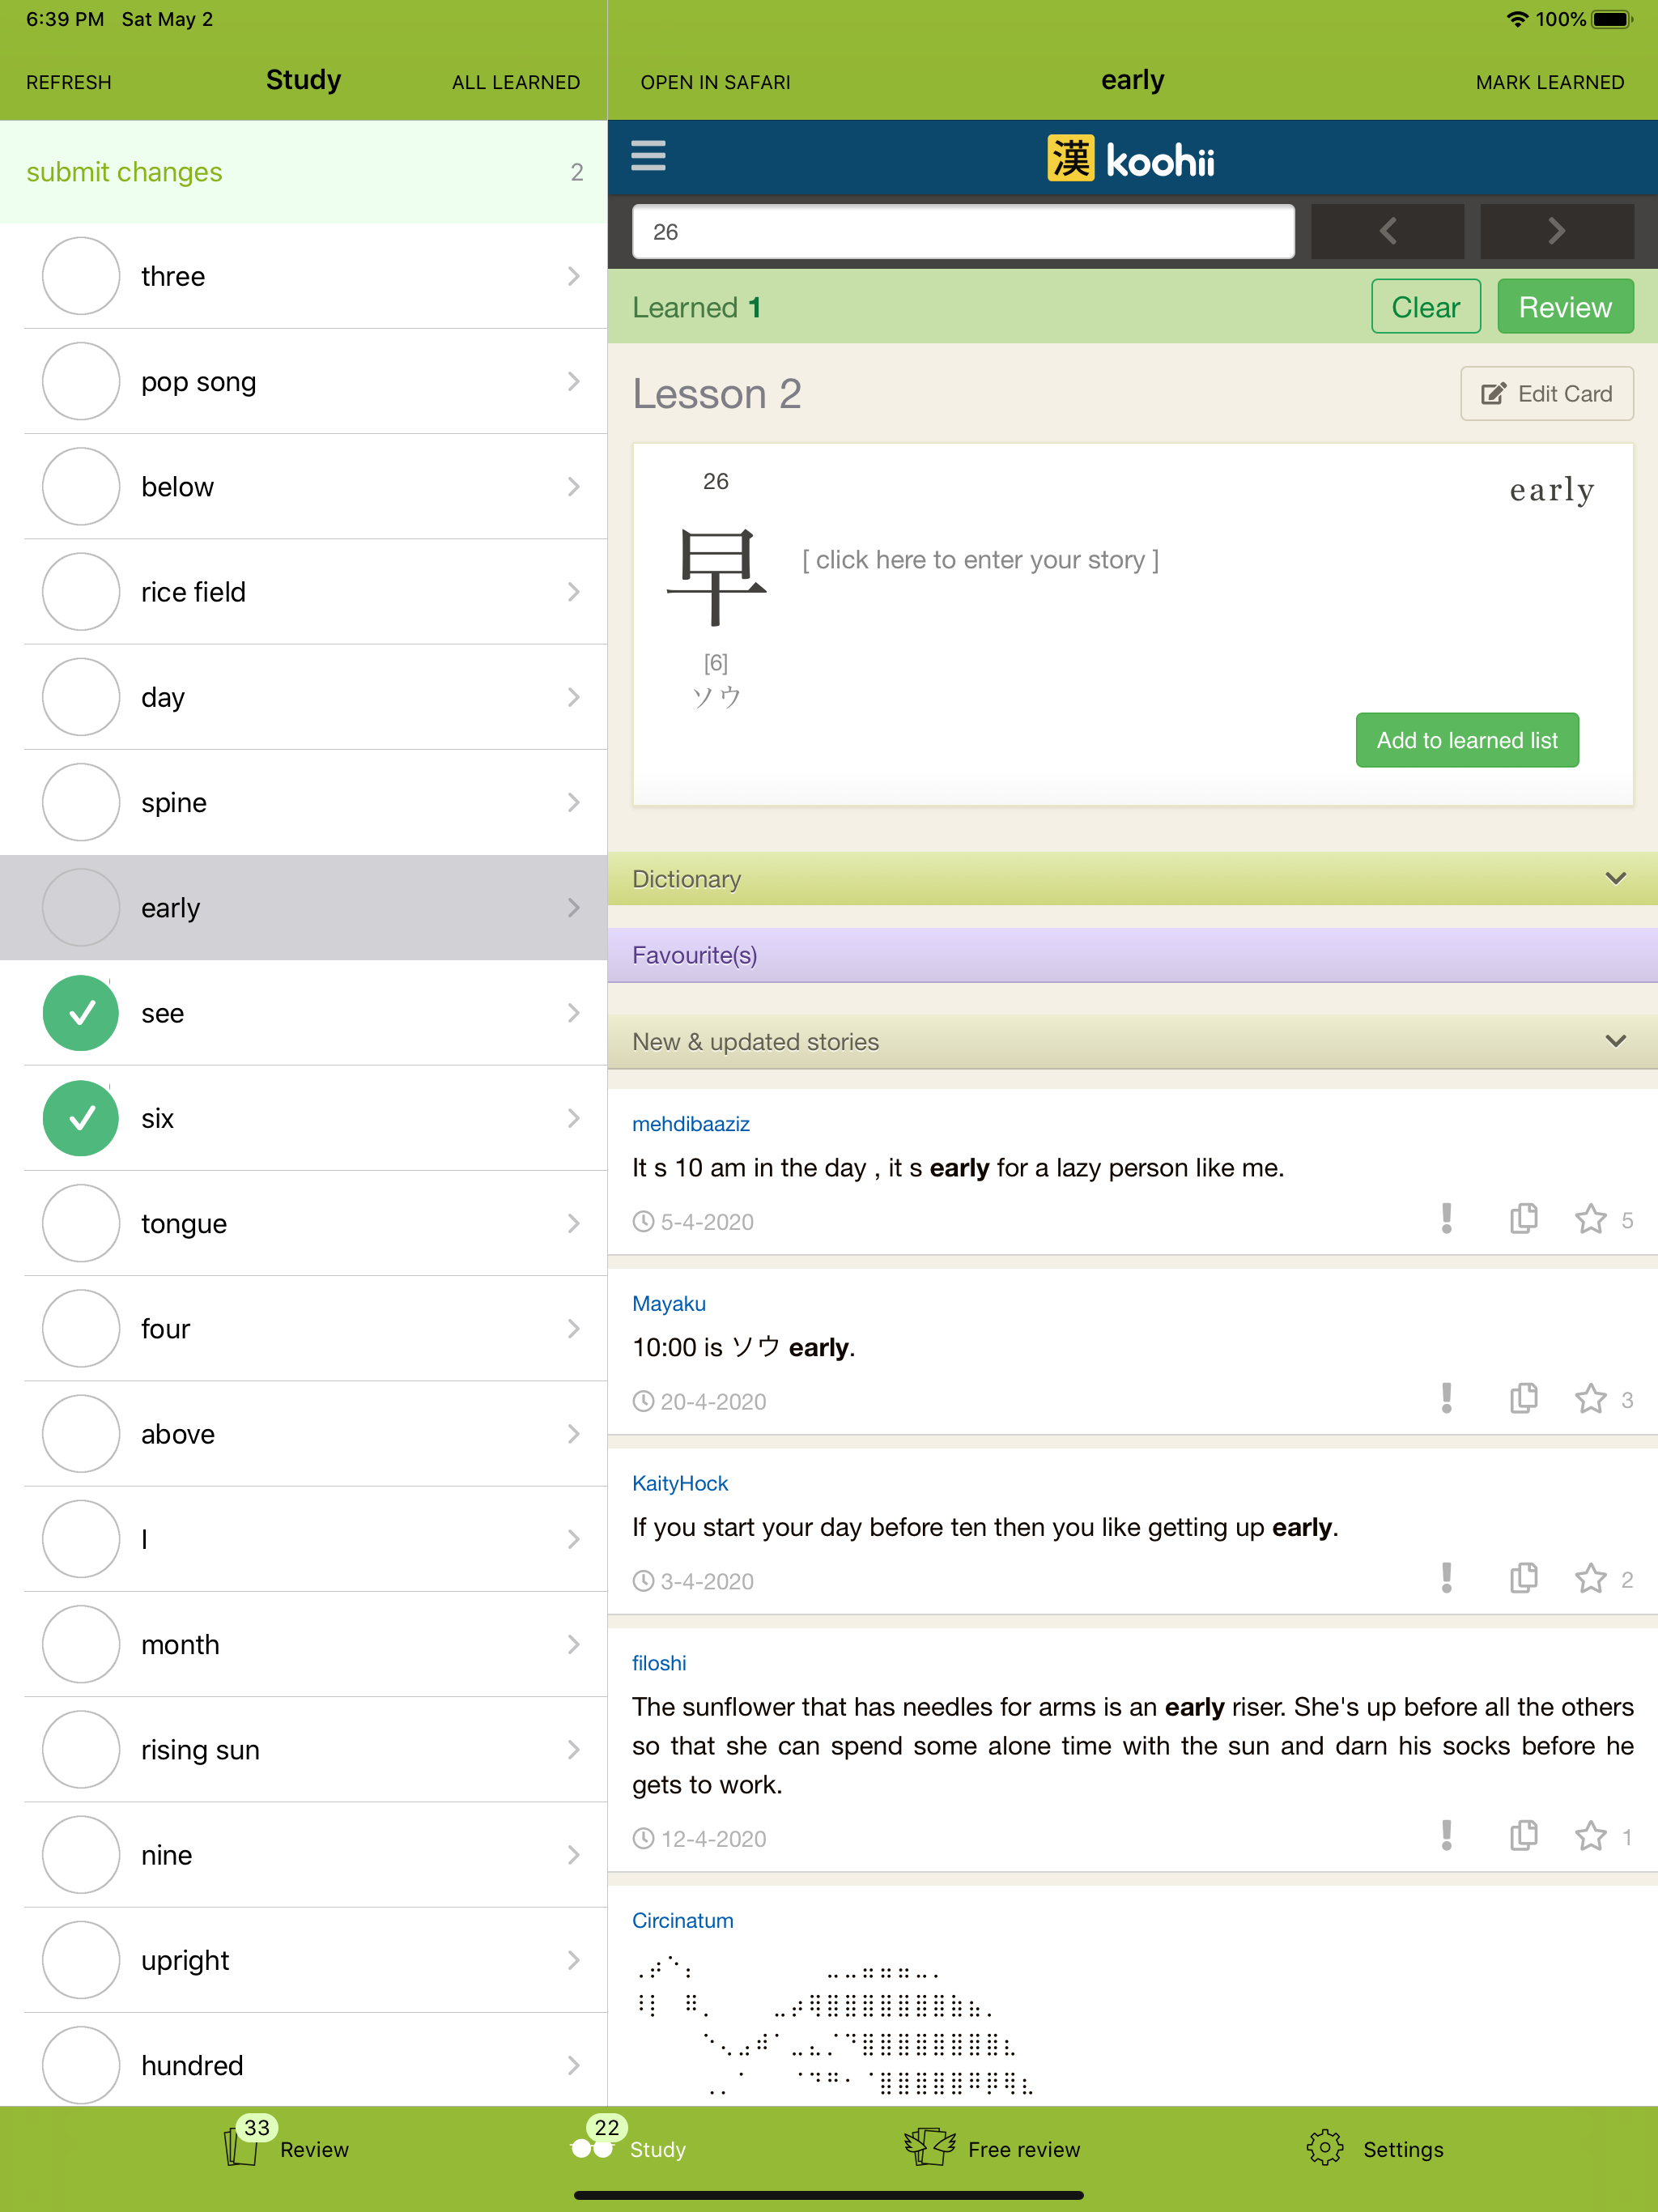 6:39 PM Sat May 2
100%
REFRESH
Study
ALL LEARNED
submit changes
2
three
pop song
below
rice field
day
spine
early
see
six
tongue
four
above
I
month
rising sun
nine
upright
hundred
OPEN IN SAFARI
early
MARK LEARNED
漢 koohii
26
Learned 1
Clear
Review
Lesson 2
Edit Card
26
early
早
[ click here to enter your story ]
[6]
ソウ
Add to learned list
Dictionary
Favourite(s)
New & updated stories
mehdibaaziz
It s 10 am in the day , it s early for a lazy person like me.
5-4-2020
5
Mayaku
10:00 is ソウ early.
20-4-2020
3
KaityHock
If you start your day before ten then you like getting up early.
3-4-2020
2
filoshi
The sunflower that has needles for arms is an early riser. She's up before all the others
so that she can spend some alone time with the sun and darn his socks before he
gets to work.
12-4-2020
1
Circinatum
33
Review
22
Study
Free review
Settings